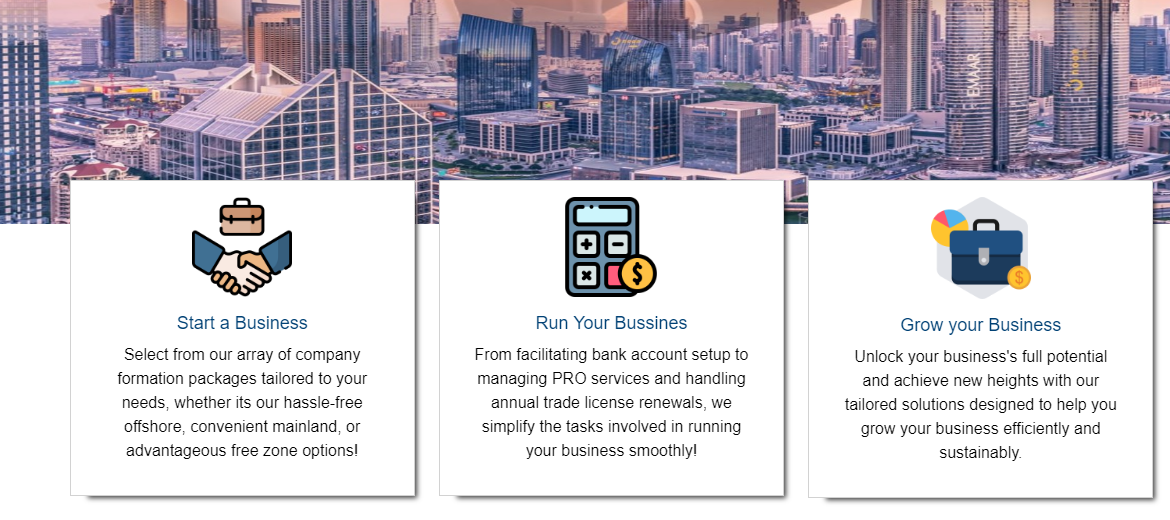 EMAAR
Start a Business
Select from our array of company
formation packages tailored to your
needs, whether its our hassle-free
offshore, convenient mainland, or
advantageous free zone options!
Run Your Bussines
From facilitating bank account setup to
managing PRO services and handling
annual trade license renewals, we
simplify the tasks involved in running
your business smoothly!
Grow your Business
Unlock your business's full potential
and achieve new heights with our
tailored solutions designed to help you
grow your business efficiently and
sustainably.